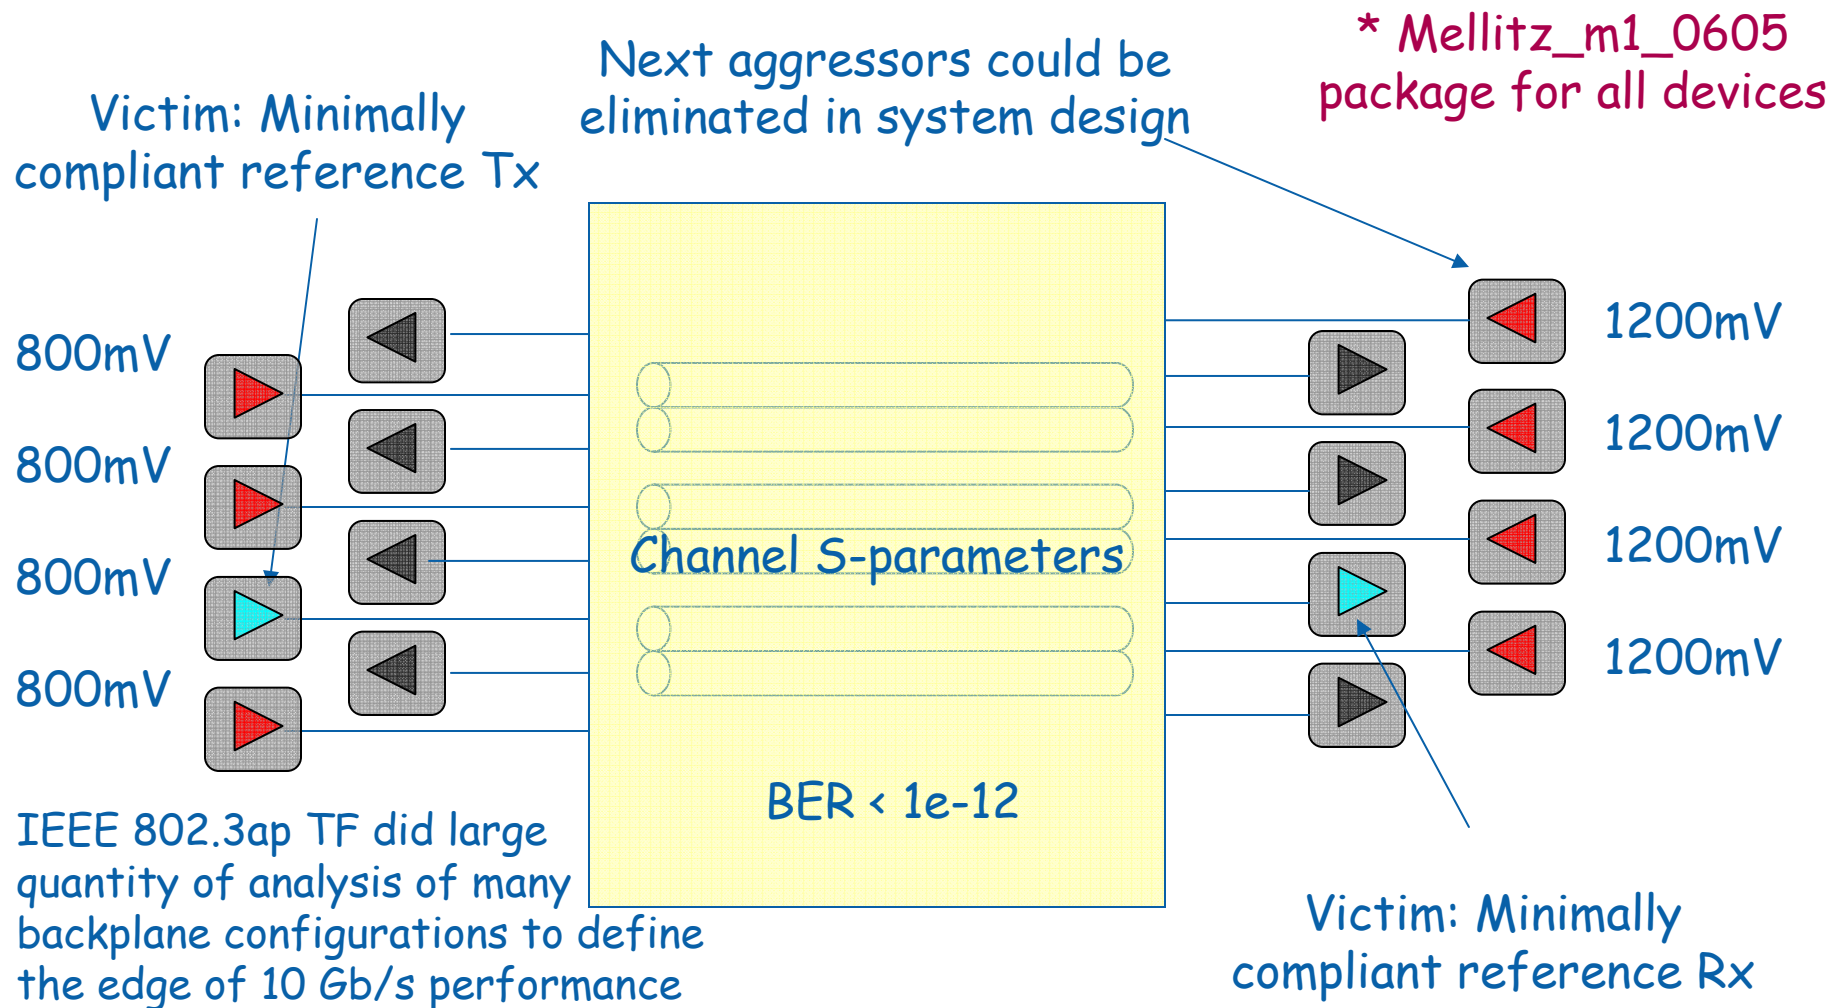 * Mellitz_m1_0605
package for all devices
Next aggressors could be
eliminated in system design
Victim: Minimally
compliant reference Tx
800mV
800mV
800mV
800mV
1200mV
1200mV
1200mV
1200mV
Channel S-parameters
BER < 1e-12
IEEE 802.3ap TF did large
quantity of analysis of many
backplane configurations to define
the edge of 10 Gb/s performance
Victim: Minimally
compliant reference Rx